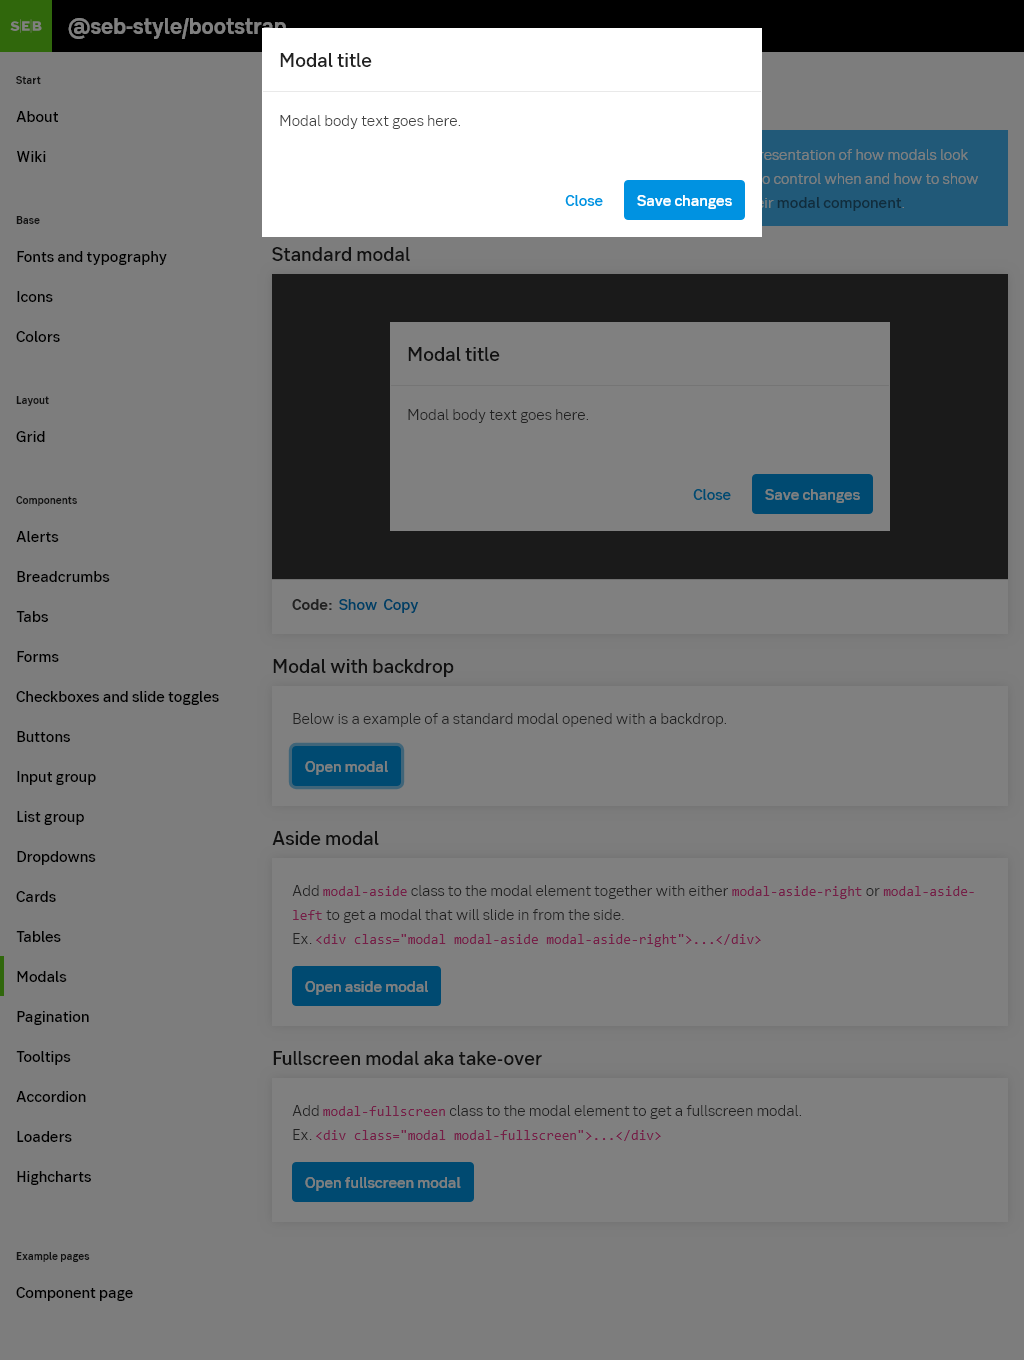 SEB
@seb-style/bootstrap
Modal title
Modal body text goes here.
Close
Save changes
Start
About
Wiki
Base
Fonts and typography
Icons
Colors
Layout
Grid
Components
Alerts
Breadcrumbs
Tabs
Forms
Checkboxes and slide toggles
Buttons
Input group
List group
Dropdowns
Cards
Tables
Modals
Pagination
Tooltips
Accordion
Loaders
Highcharts
Example pages
Component page
of how modals look
control when and how to show
modal component.
Standard modal
Modal title
Modal body text goes here.
Close
Save changes
Code: Show Copy
Modal with backdrop
Below is a example of a standard modal opened with a backdrop.
Open modal
Aside modal
Add modal-aside class to the modal element together with either modal-aside-right or modal-aside-
left to get a modal that will slide in from the side.
Ex. <div class="modal modal-aside modal-aside-right">...</div>
Open aside modal
Fullscreen modal aka take-over
Add modal-fullscreen class to the modal element to get a fullscreen modal.
Ex. <div class="modal modal-fullscreen">...</div>
Open fullscreen modal